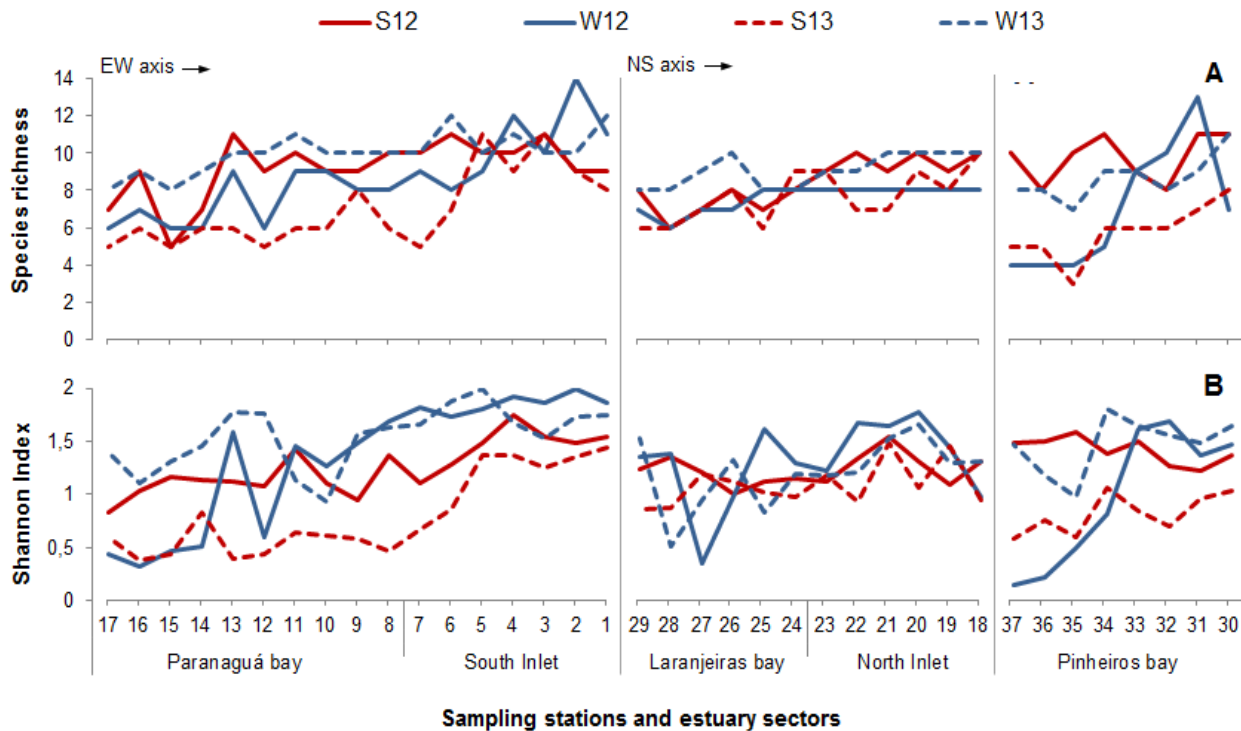 S12 W12 S13 W13
EW axis → NS axis → A
Species richness
14
12
10
8
6
4
2
0
B
Shannon Index
2
1,5
1
0,5
0
17 16 15 14 13 12 11 10 9 8 7 6 5 4 3 2 1 29 28 27 26 25 24 23 22 21 20 19 18 37 36 35 34 33 32 31 30
Paranaguá bay South Inlet Laranjeiras bay North Inlet Pinheiros bay
Sampling stations and estuary sectors